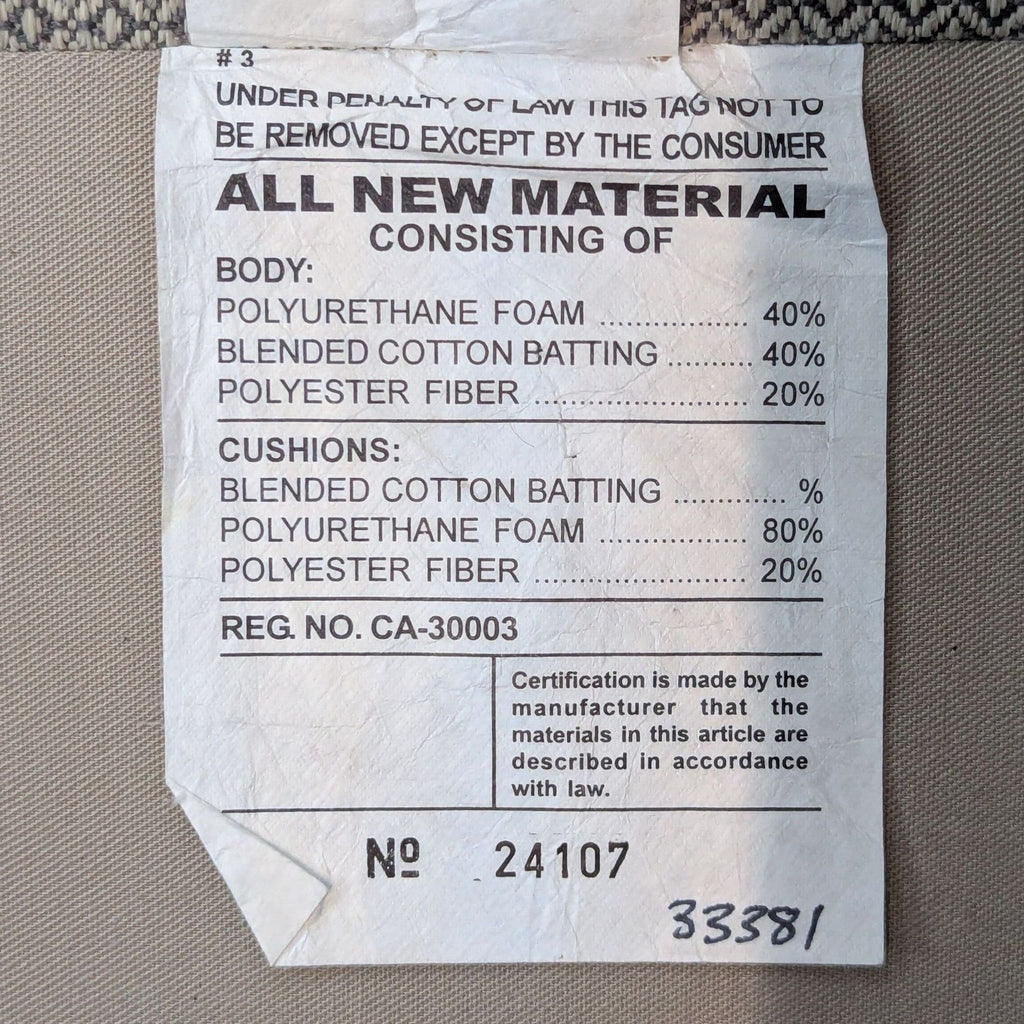 # 3
UNDER PENALTY OF LAW THIS TAG NOT TO
BE REMOVED EXCEPT BY THE CONSUMER
ALL NEW MATERIAL
CONSISTING OF
BODY:
POLYURETHANE FOAM .................. 40%
BLENDED COTTON BATTING .......... 40%
POLYESTER FIBER .......................... 20%
CUSHIONS:
BLENDED COTTON BATTING ............. %
POLYURETHANE FOAM .................. 80%
POLYESTER FIBER .......................... 20%
REG. NO. CA-30003
Certification is made by the
manufacturer that the
materials in this article are
described in accordance
with law.
Nº 24107
33381